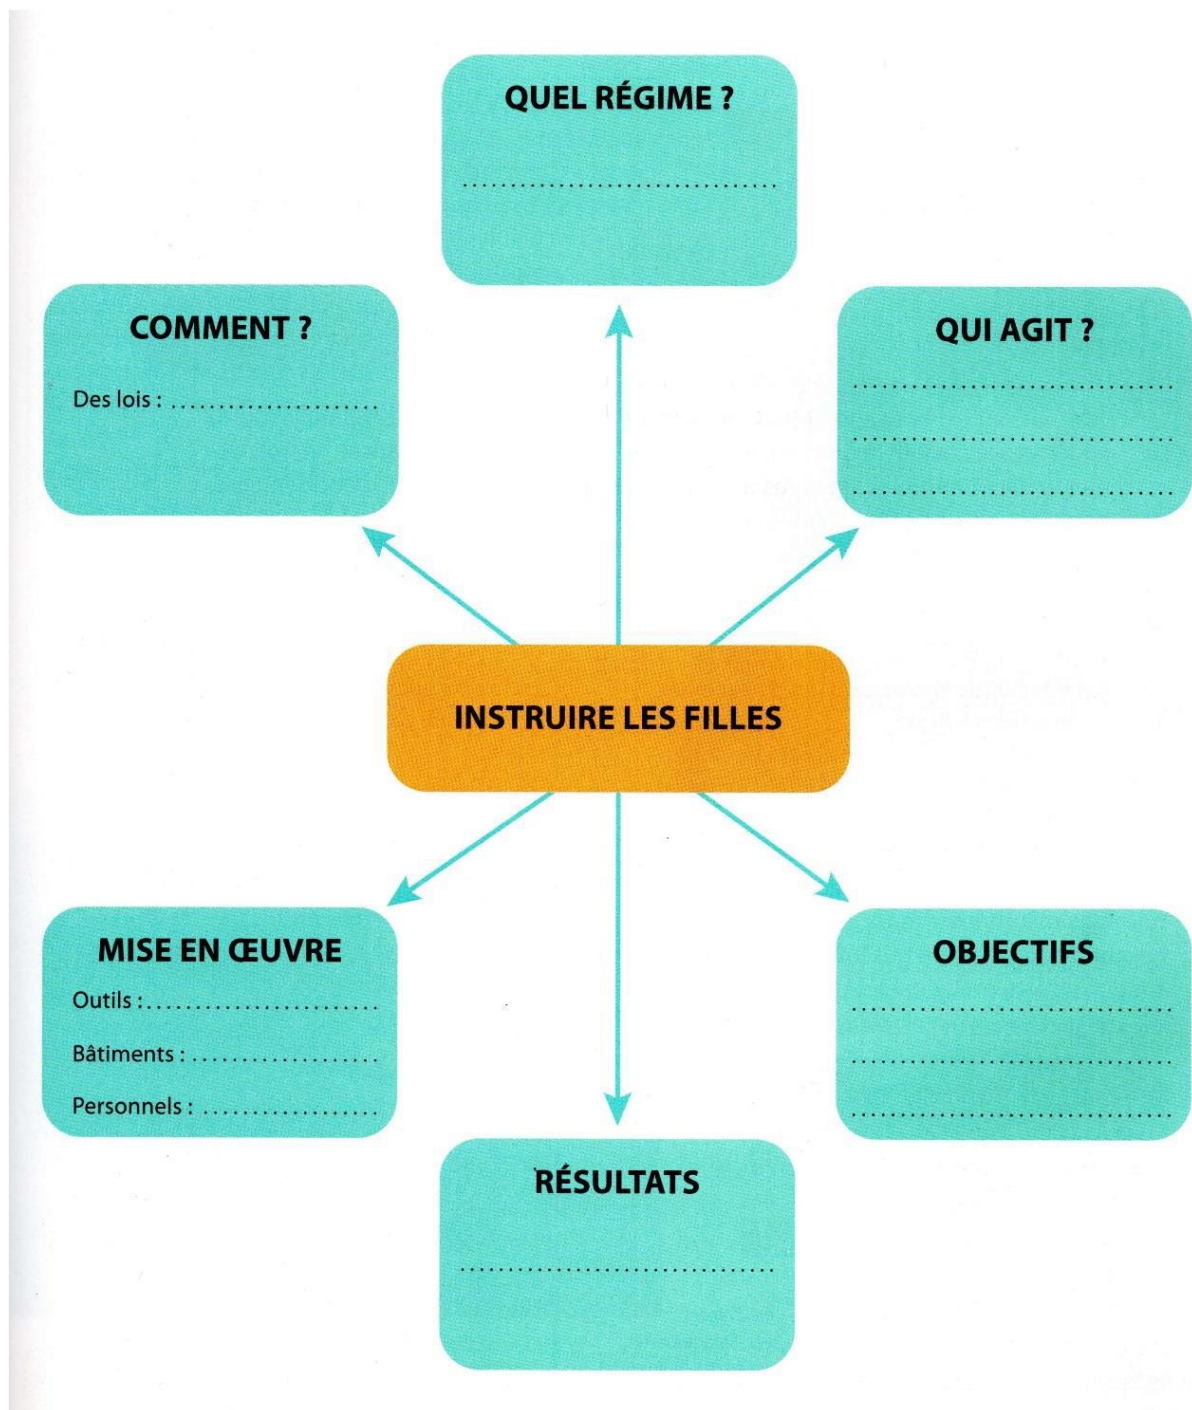 QUEL RÉGIME ?
................................
COMMENT ?
Des lois : ......................
QUI AGIT ?
.................................
.................................
.................................
INSTRUIRE LES FILLES
MISE EN ŒUVRE
Outils : ........................
Bâtiments : ....................
Personnels : ...................
OBJECTIFS
.................................
.................................
.................................
RÉSULTATS
................................